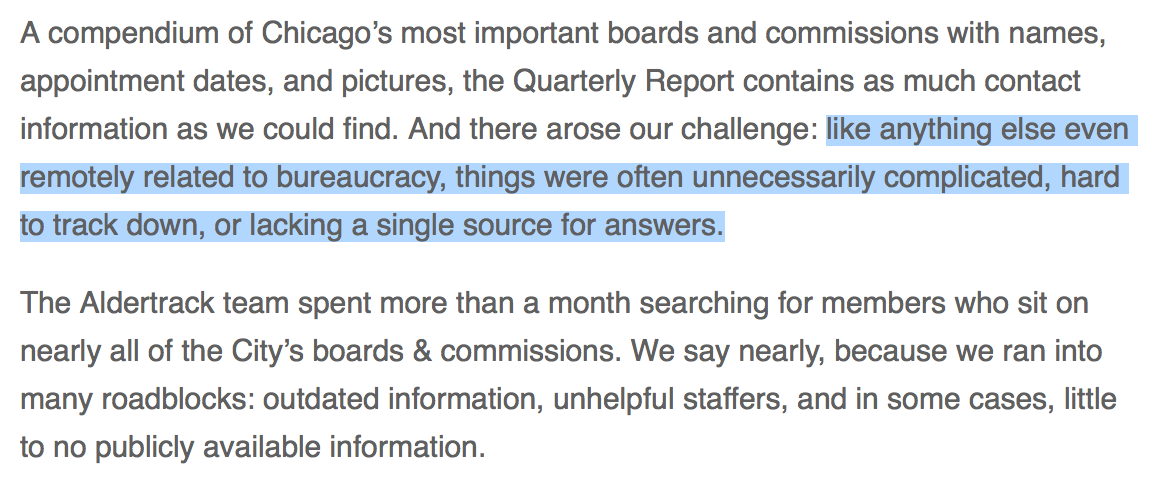 A compendium of Chicago’s most important boards and commissions with names,
appointment dates, and pictures, the Quarterly Report contains as much contact
information as we could find. And there arose our challenge: like anything else even
remotely related to bureaucracy, things were often unnecessarily complicated, hard
to track down, or lacking a single source for answers.
The Aldertrack team spent more than a month searching for members who sit on
nearly all of the City’s boards & commissions. We say nearly, because we ran into
many roadblocks: outdated information, unhelpful staffers, and in some cases, little
to no publicly available information.